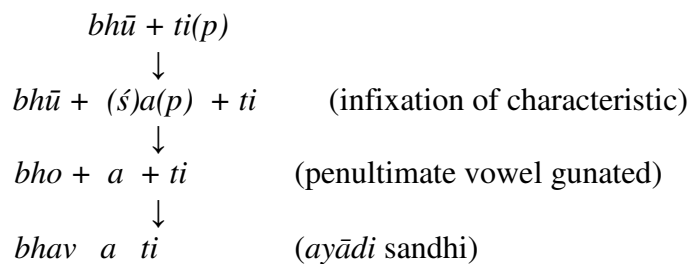 bhū + ti(p)
↓
bhū + (ś)a(p) + ti (infixation of characteristic)
↓
bho + a + ti (penultimate vowel gunated)
↓
bhav a ti (ayādi sandhi)